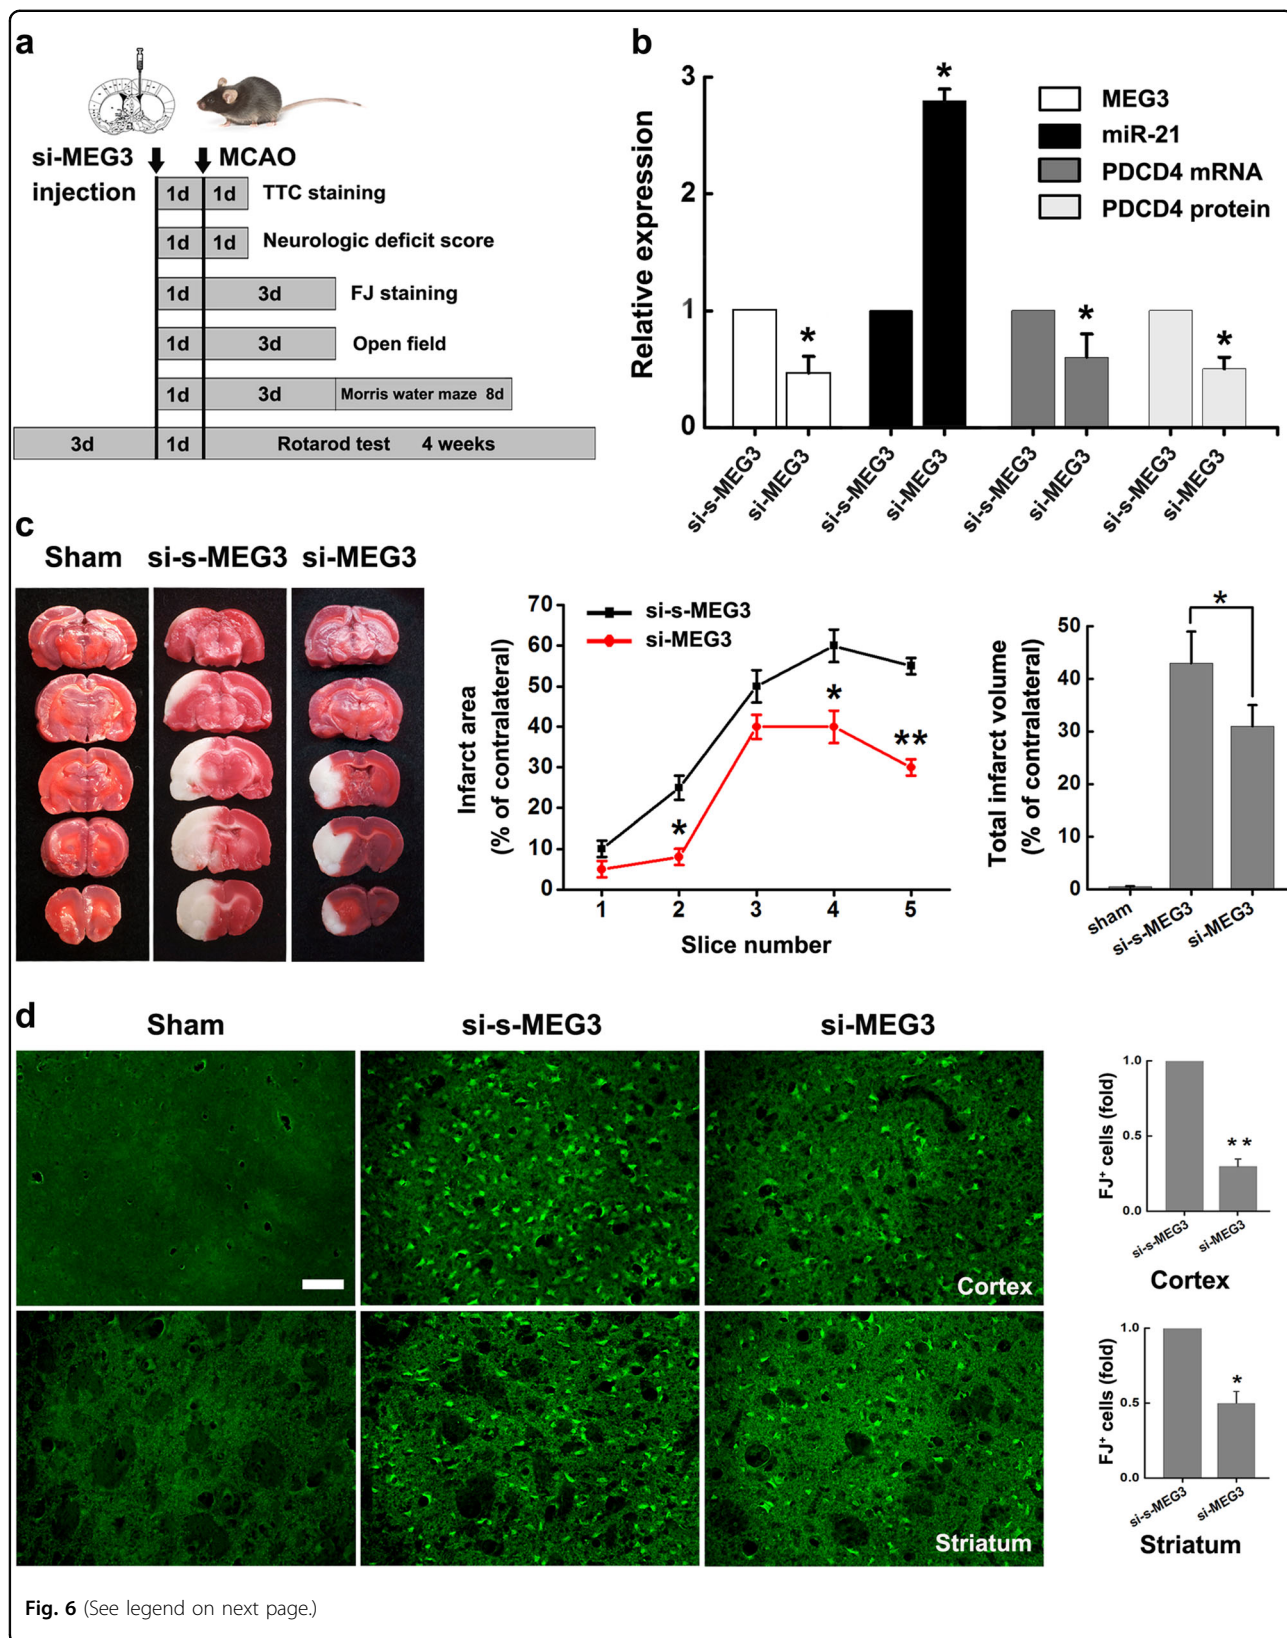 a
si-MEG3
injection
MCAO
1d 1d TTC staining
1d 1d Neurologic deficit score
1d 3d FJ staining
1d 3d Open field
1d 3d Morris water maze 8d
3d 1d Rotarod test 4 weeks
b
Relative expression
3
2
1
0
*
*
*
*
MEG3
miR-21
PDCD4 mRNA
PDCD4 protein
si-s-MEG3
si-MEG3
si-s-MEG3
si-MEG3
si-s-MEG3
si-MEG3
si-s-MEG3
si-MEG3
c
Sham si-s-MEG3 si-MEG3
Infarct area
(% of contralateral)
70
60
50
40
30
20
10
0
si-s-MEG3
si-MEG3
*
*
**
1 2 3 4 5
Slice number
Total infarct volume
(% of contralateral)
50
40
30
20
10
0
*
sham
si-s-MEG3
si-MEG3
d
Sham si-s-MEG3 si-MEG3
Cortex
Striatum
FJ+ cells (fold)
1.0
0.5
0.0
**
si-s-MEG3
si-MEG3
Cortex
FJ+ cells (fold)
1.0
0.5
0.0
*
si-s-MEG3
si-MEG3
Striatum
Fig. 6 (See legend on next page.)